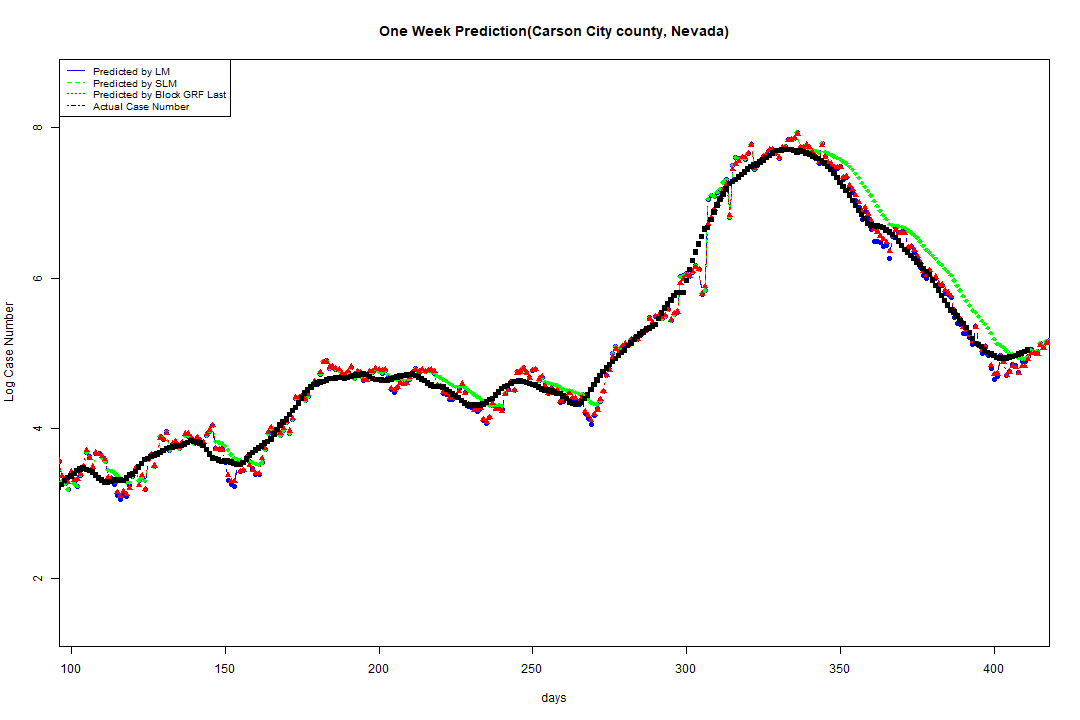 One Week Prediction(Carson City county, Nevada)
Predicted by LM
Predicted by SLM
Predicted by Block GRF Last
Actual Case Number
8
6
4
2
Log Case Number
100 150 200 250 300 350 400
days